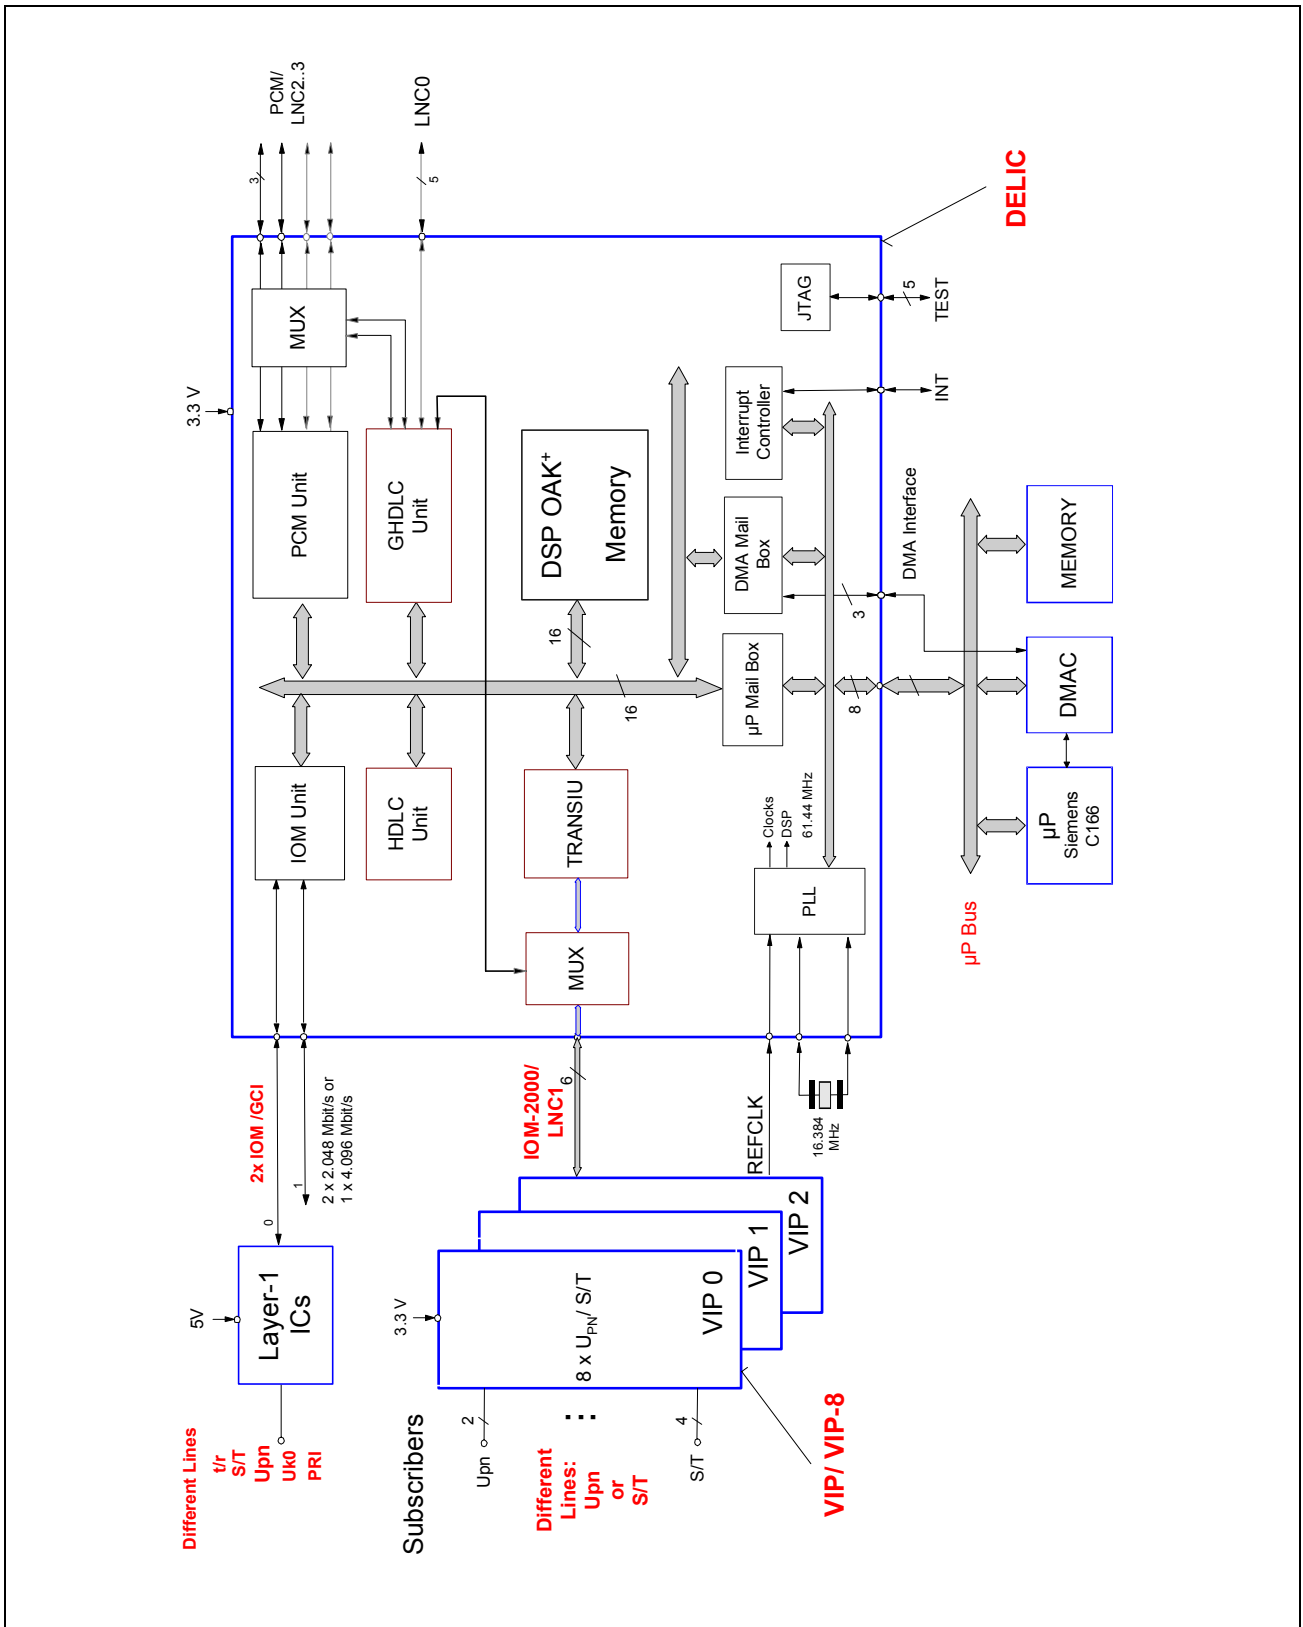 Different Lines
t/r
S/T
Upn
Uk0
PRI
5V
Layer-1
ICs
2x IOM /GCI
0
1
2 x 2.048 Mbit/s or
1 x 4.096 Mbit/s
IOM Unit
PCM Unit
3.3 V
MUX
3
PCM/
LNC2..3
HDLC
Unit
GHDLC
Unit
LNC0
5
Subscribers
Upn
2
Different
Lines:
Upn
or
S/T
...
S/T
4
3.3 V
8 x UPN/ S/T
VIP 0
VIP 1
VIP 2
VIP/ VIP-8
IOM-2000/
LNC1
6
MUX
TRANSIU
16
16
DSP OAK+
Memory
REFCLK
16.384
MHz
PLL
Clocks
DSP
61.44 MHz
µP Mail Box
DMA Mail
Box
Interrupt
Controller
JTAG
DELIC
8
3
DMA Interface
INT
5
TEST
µP Bus
µP
Siemens
C166
DMAC
MEMORY